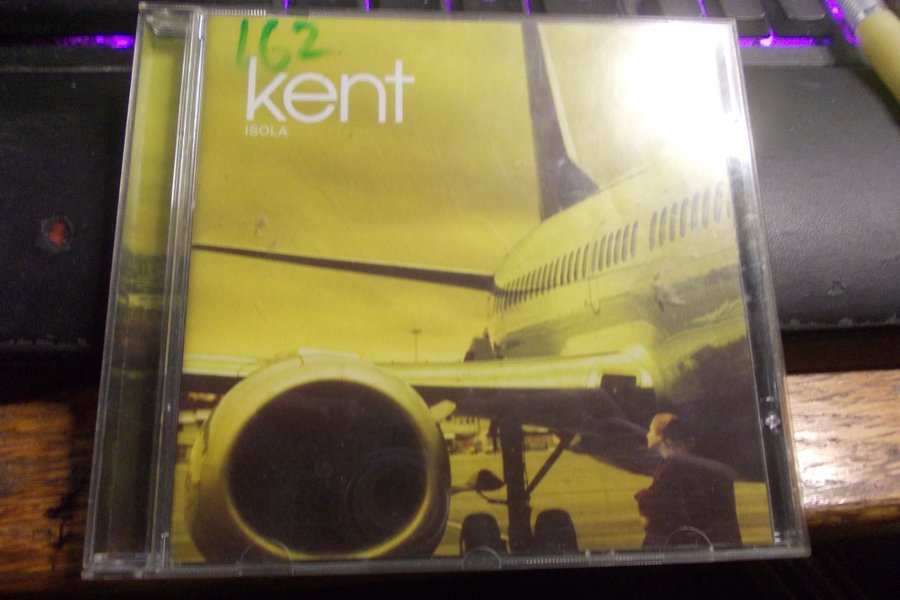 162
kent
ISOLA